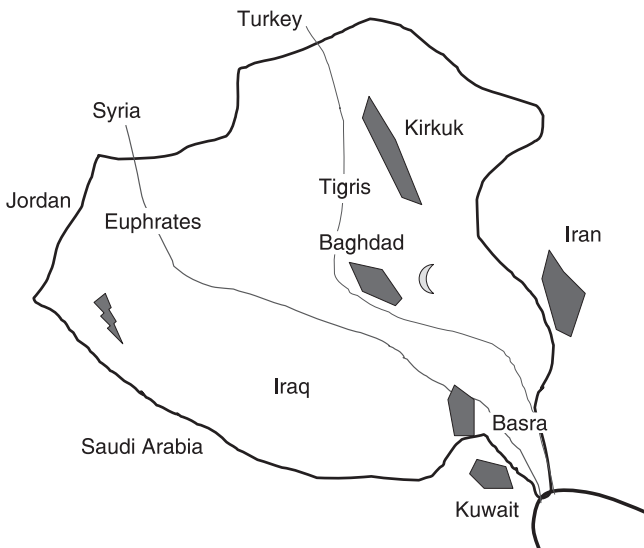 Turkey
Syria
Kirkuk
Jordan
Tigris
Euphrates
Iran
Baghdad
Iraq
Basra
Saudi Arabia
Kuwait